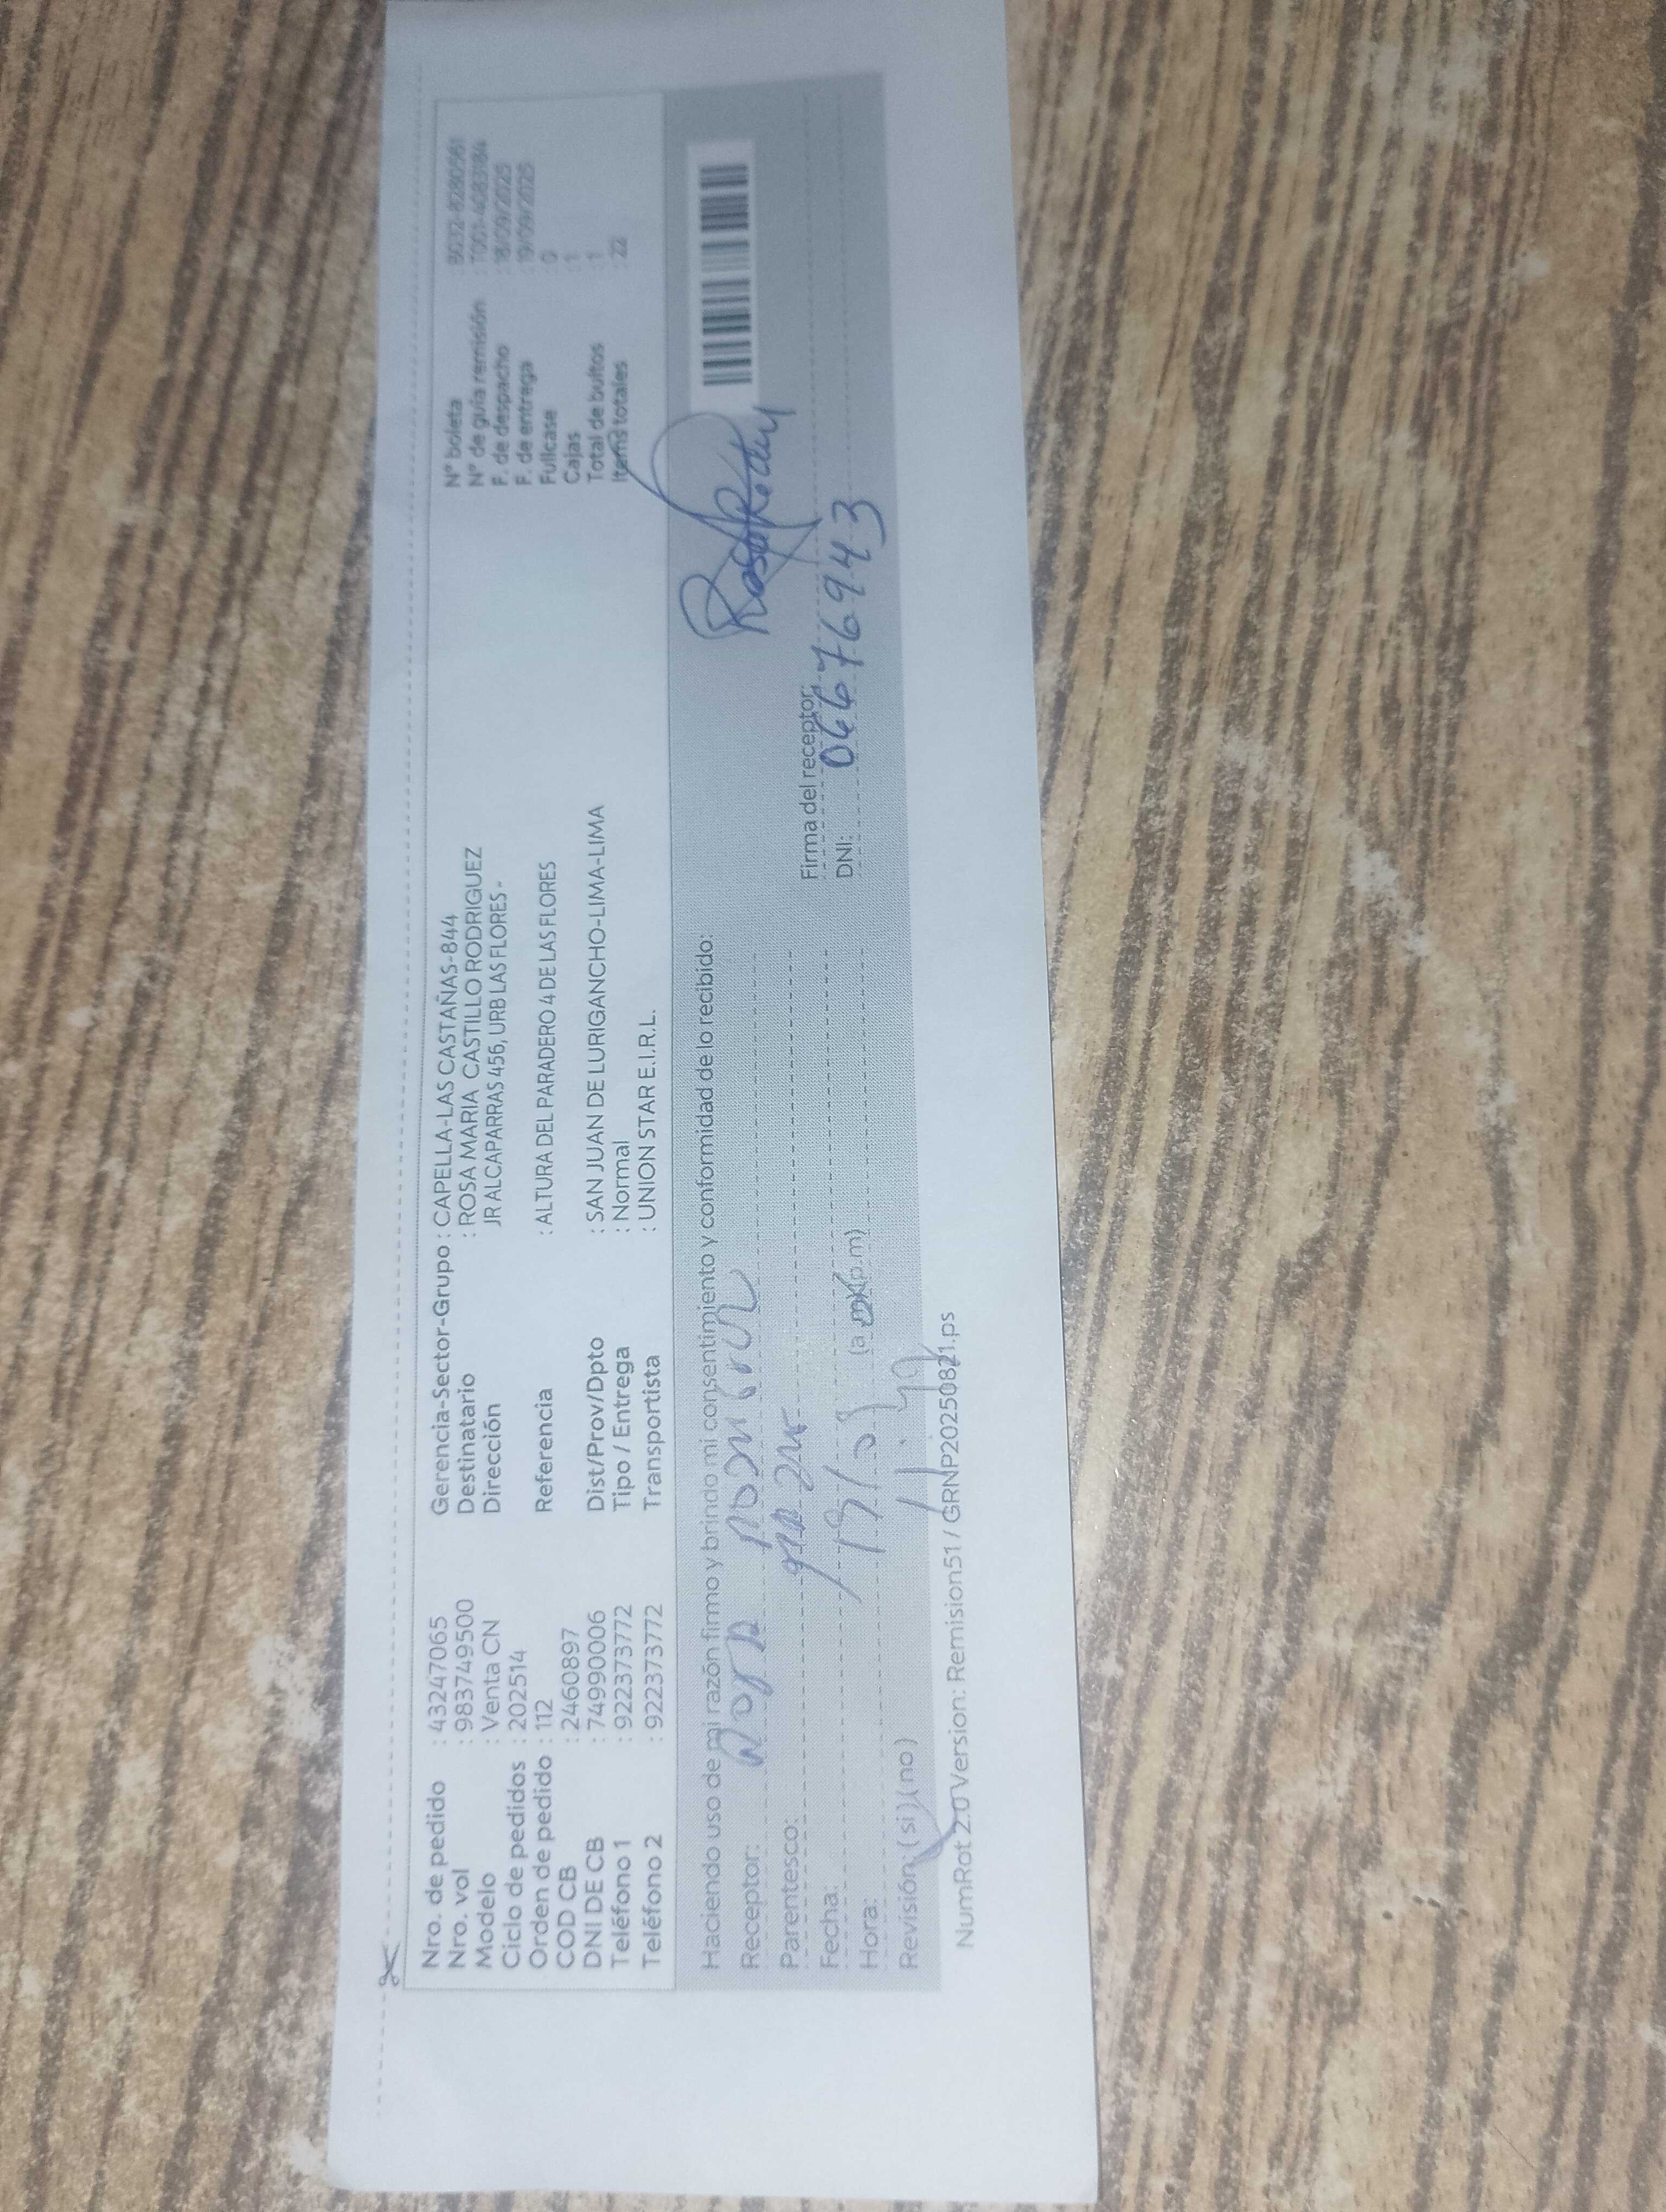 Nro. de pedido : 43247065
Nro. vol : 983749500
Modelo : Venta CN
Ciclo de pedidos : 202514
Orden de pedido : 112
COD CB : 2460897
DNI DE CB : 74990006
Teléfono 1 : 922373772
Teléfono 2 : 922373772
Gerencia-Sector-Grupo : CAPELLA-LAS CASTAÑAS-844
Destinatario : ROSA MARIA CASTILLO RODRIGUEZ
Dirección JR ALCAPARRAS 456, URB LAS FLORES -
Referencia : ALTURA DEL PARADERO 4 DE LAS FLORES
Dist/Prov/Dpto : SAN JUAN DE LURIGANCHO-LIMA-LIMA
Tipo / Entrega : Normal
Transportista : UNION STAR E.I.R.L.
N° boleta
N° de guía remisión
F. de despacho : 18/09/2025
F. de entrega : 19/09/2025
Fullcase : 0
Cajas : 1
Total de bultos : 1
Items totales : 22
Haciendo uso de mi razón firmo y brindo mi consentimiento y conformidad de lo recibido:
Receptor:
Parentesco:
Fecha:
Hora: (a.m)(p.m)
Revisión: (si) (no)
Firma del receptor:
DNI: 06676943
NumRot 2.0 Version: Remision51 / GRNP20250821.ps